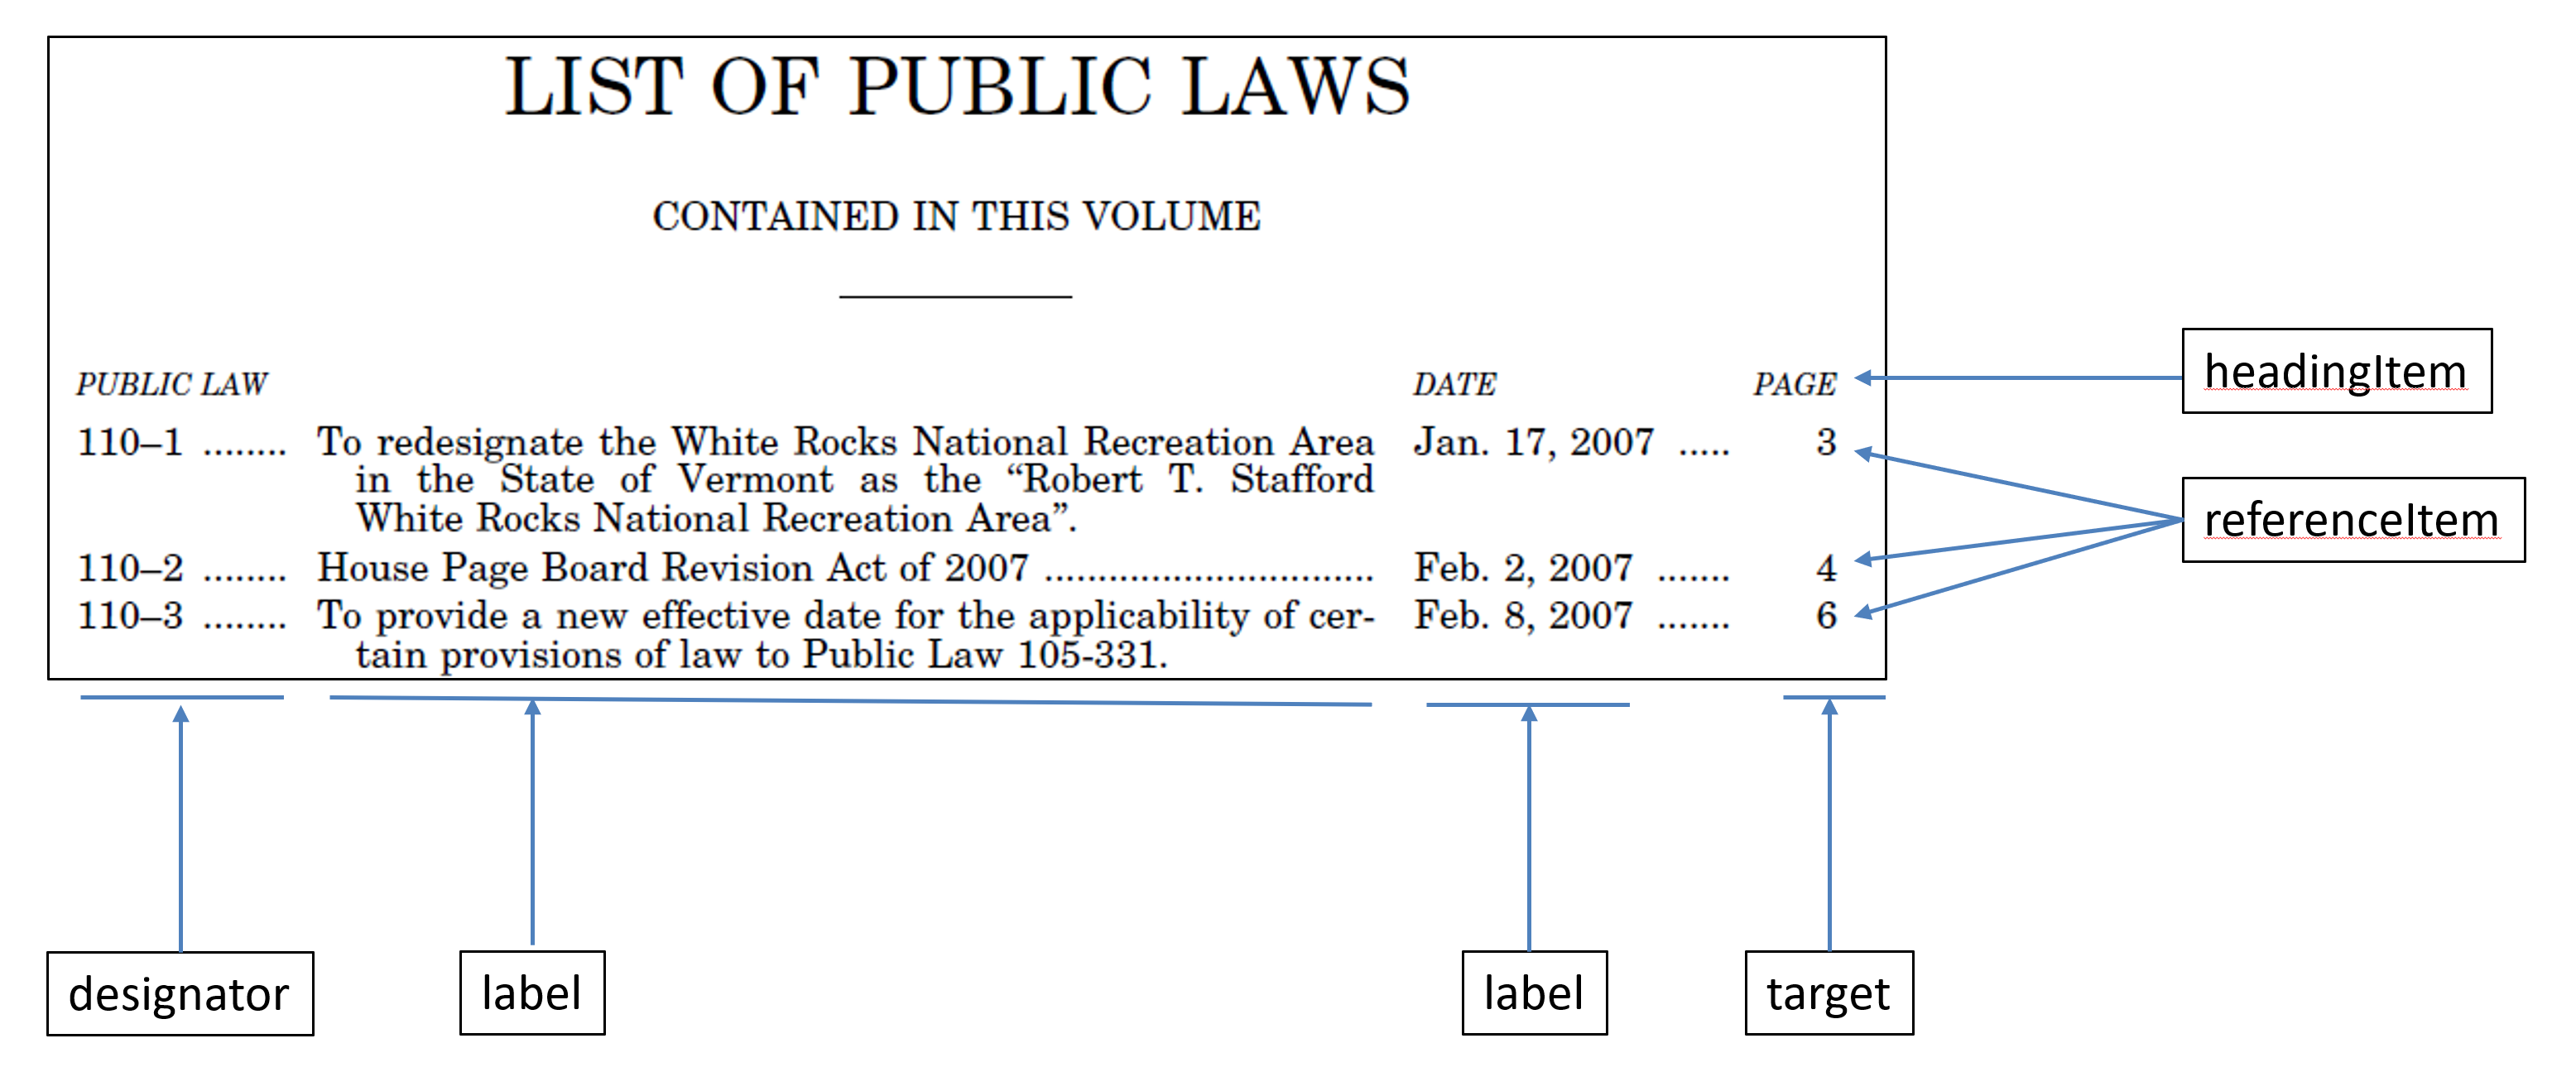 LIST OF PUBLIC LAWS
CONTAINED IN THIS VOLUME
PUBLIC LAW DATE PAGE
headingItem
110–1 ........ To redesignate the White Rocks National Recreation Area Jan. 17, 2007 ..... 3
in the State of Vermont as the “Robert T. Stafford
White Rocks National Recreation Area”.
referenceItem
110–2 ........ House Page Board Revision Act of 2007 ............................... Feb. 2, 2007 ....... 4
110–3 ........ To provide a new effective date for the applicability of cer- Feb. 8, 2007 ....... 6
tain provisions of law to Public Law 105-331.
designator label label target